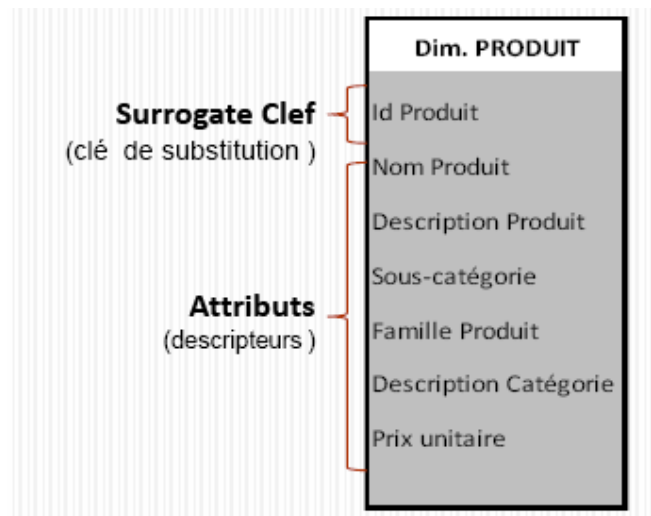 Dim. PRODUIT
Surrogate Clef
(clé de substitution )
Id Produit
Nom Produit
Description Produit
Sous-catégorie
Attributs
(descripteurs )
Famille Produit
Description Catégorie
Prix unitaire